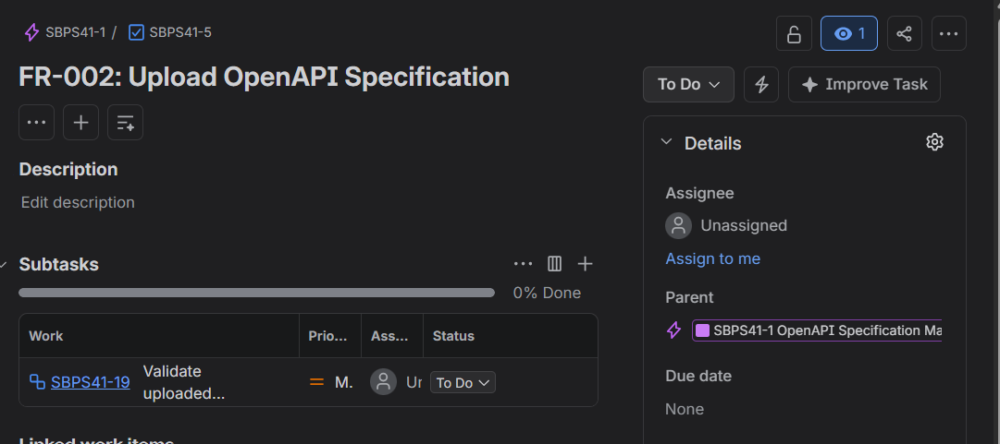 SBPS41-1 / SBPS41-5
1
FR-002: Upload OpenAPI Specification
To Do
Improve Task
Description
Edit description
Details
Assignee
Unassigned
Assign to me
Subtasks
0% Done
Work Prio... Ass... Status
SBPS41-19 Validate uploaded... M. Ur To Do
Parent
SBPS41-1 OpenAPI Specification Ma
Due date
None
Linked work items